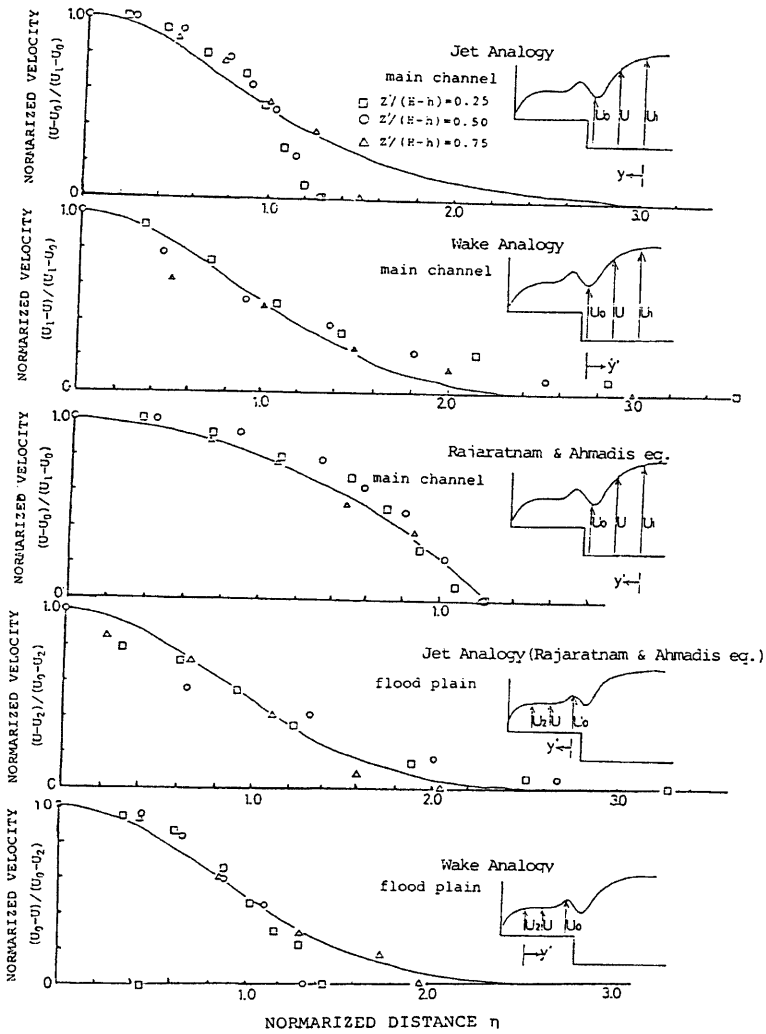 NORMARIZED VELOCITY
(U-U₀)/(U₁-U₀)
1.0
0
1.0
2.0
3.0
Jet Analogy
main channel
□ Z'/(H-h)=0.25
○ Z'/(H-h)=0.50
△ Z'/(H-h)=0.75
U₀ U U₁
y
NORMARIZED VELOCITY
(U₁-U)/(U₁-U₀)
1.0
0
1.0
2.0
3.0
Wake Analogy
main channel
U₀ U U₁
y'
NORMARIZED VELOCITY
(U-U₀)/(U₁-U₀)
1.0
0
1.0
Rajaratnam & Ahmadis eq.
main channel
U₀ U U₁
y'
NORMARIZED VELOCITY
(U-U₂)/(U₀-U₂)
1.0
0
1.0
2.0
3.0
Jet Analogy(Rajaratnam & Ahmadis eq.)
flood plain
U₂ U U₀
y'
NORMARIZED VELOCITY
(U₀-U)/(U₀-U₂)
1.0
0
1.0
2.0
3.0
Wake Analogy
flood plain
U₂ U U₀
y'
NORMARIZED DISTANCE η